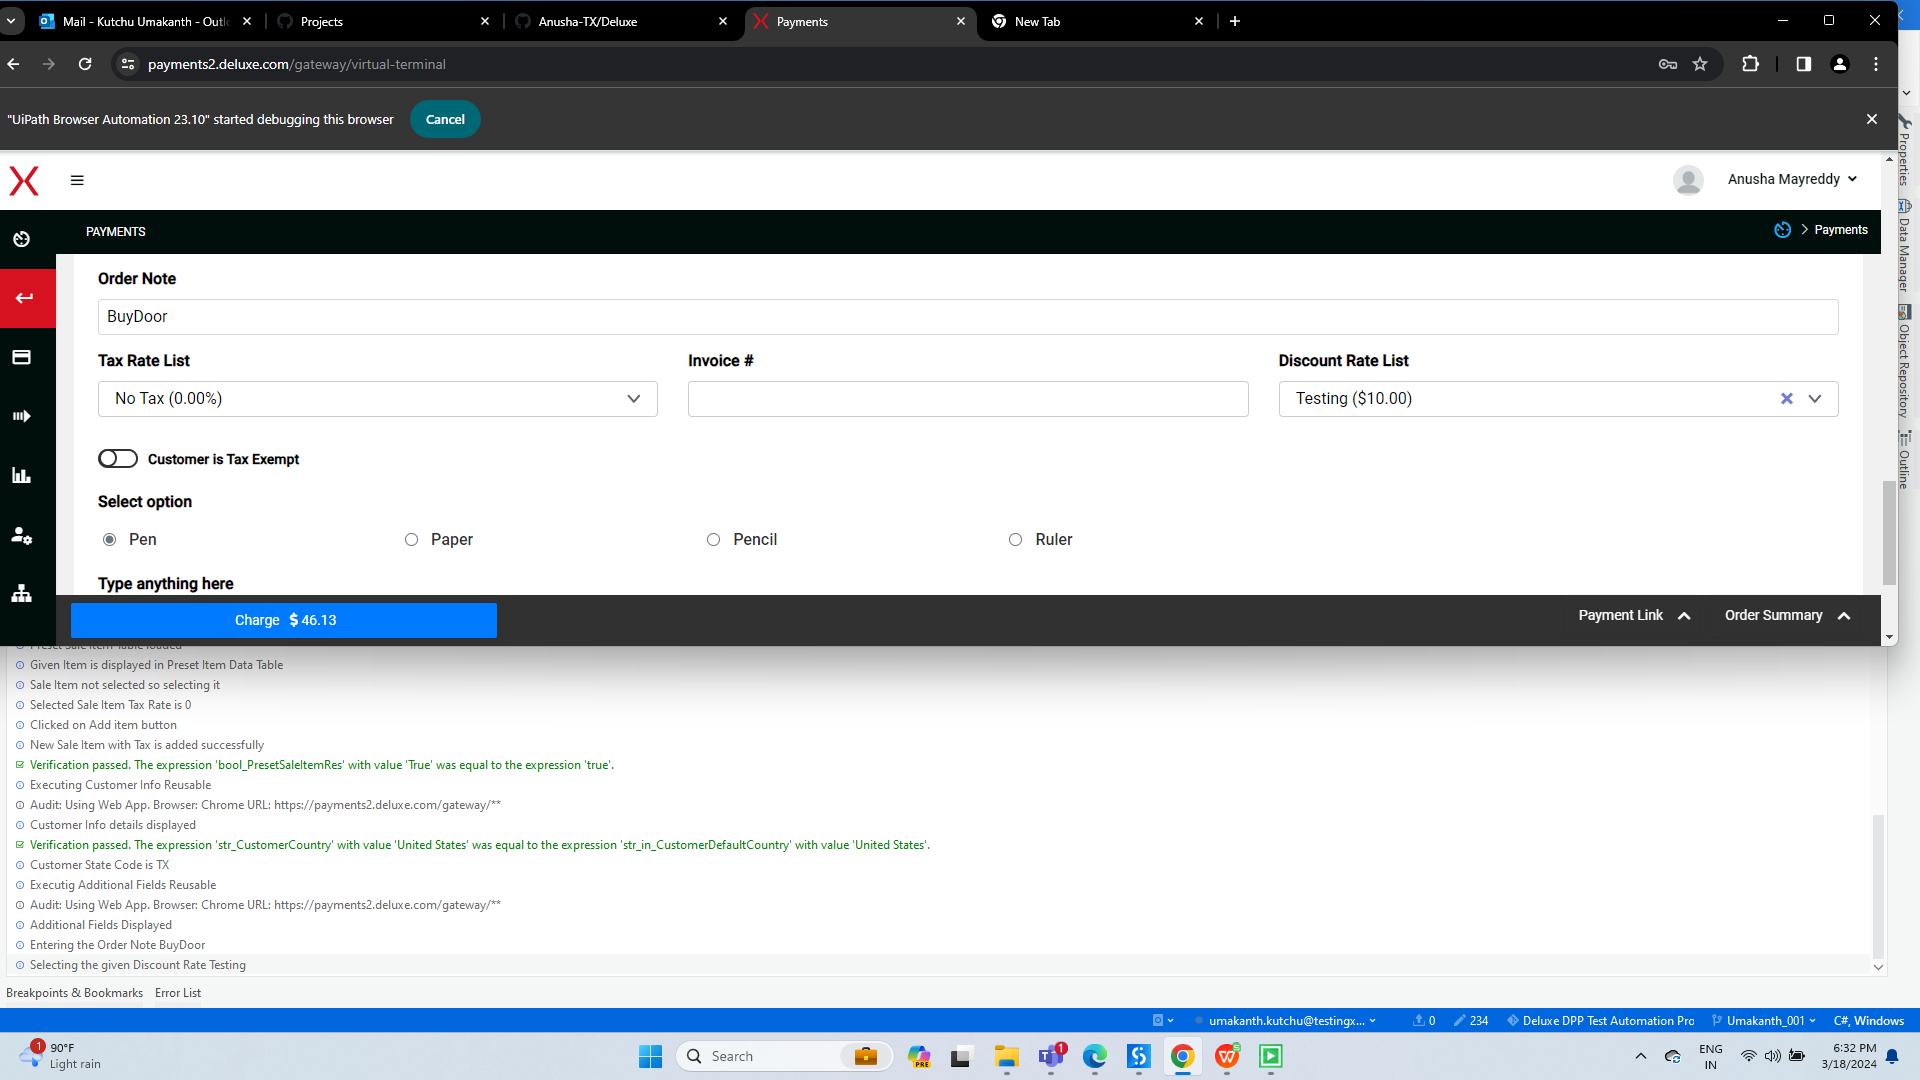 Mail - Kutchu Umakanth - Outlo
Projects
Anusha-TX/Deluxe
Payments
New Tab
payments2.deluxe.com/gateway/virtual-terminal
"UiPath Browser Automation 23.10" started debugging this browser
Cancel
Anusha Mayreddy
PAYMENTS
Payments
Order Note
BuyDoor
Tax Rate List
Invoice #
Discount Rate List
No Tax (0.00%)
Testing ($10.00)
Customer is Tax Exempt
Select option
Pen
Paper
Pencil
Ruler
Type anything here
Charge $ 46.13
Payment Link
Order Summary
Properties
Data Manager
Object Repository
Outline
Preset Sale Item Table loaded
Given Item is displayed in Preset Item Data Table
Sale Item not selected so selecting it
Selected Sale Item Tax Rate is 0
Clicked on Add item button
New Sale Item with Tax is added successfully
Verification passed. The expression 'bool_PresetSaleItemRes' with value 'True' was equal to the expression 'true'.
Executing Customer Info Reusable
Audit: Using Web App. Browser: Chrome URL: https://payments2.deluxe.com/gateway/**
Customer Info details displayed
Verification passed. The expression 'str_CustomerCountry' with value 'United States' was equal to the expression 'str_in_CustomerDefaultCountry' with value 'United States'.
Customer State Code is TX
Executig Additional Fields Reusable
Audit: Using Web App. Browser: Chrome URL: https://payments2.deluxe.com/gateway/**
Additional Fields Displayed
Entering the Order Note BuyDoor
Selecting the given Discount Rate Testing
Breakpoints & Bookmarks
Error List
umakanth.kutchu@testingx...
0
234
Deluxe DPP Test Automation Pro
Umakanth_001
C#, Windows
1
90°F
Light rain
Search
PRE
1
ENG
IN
6:32 PM
3/18/2024